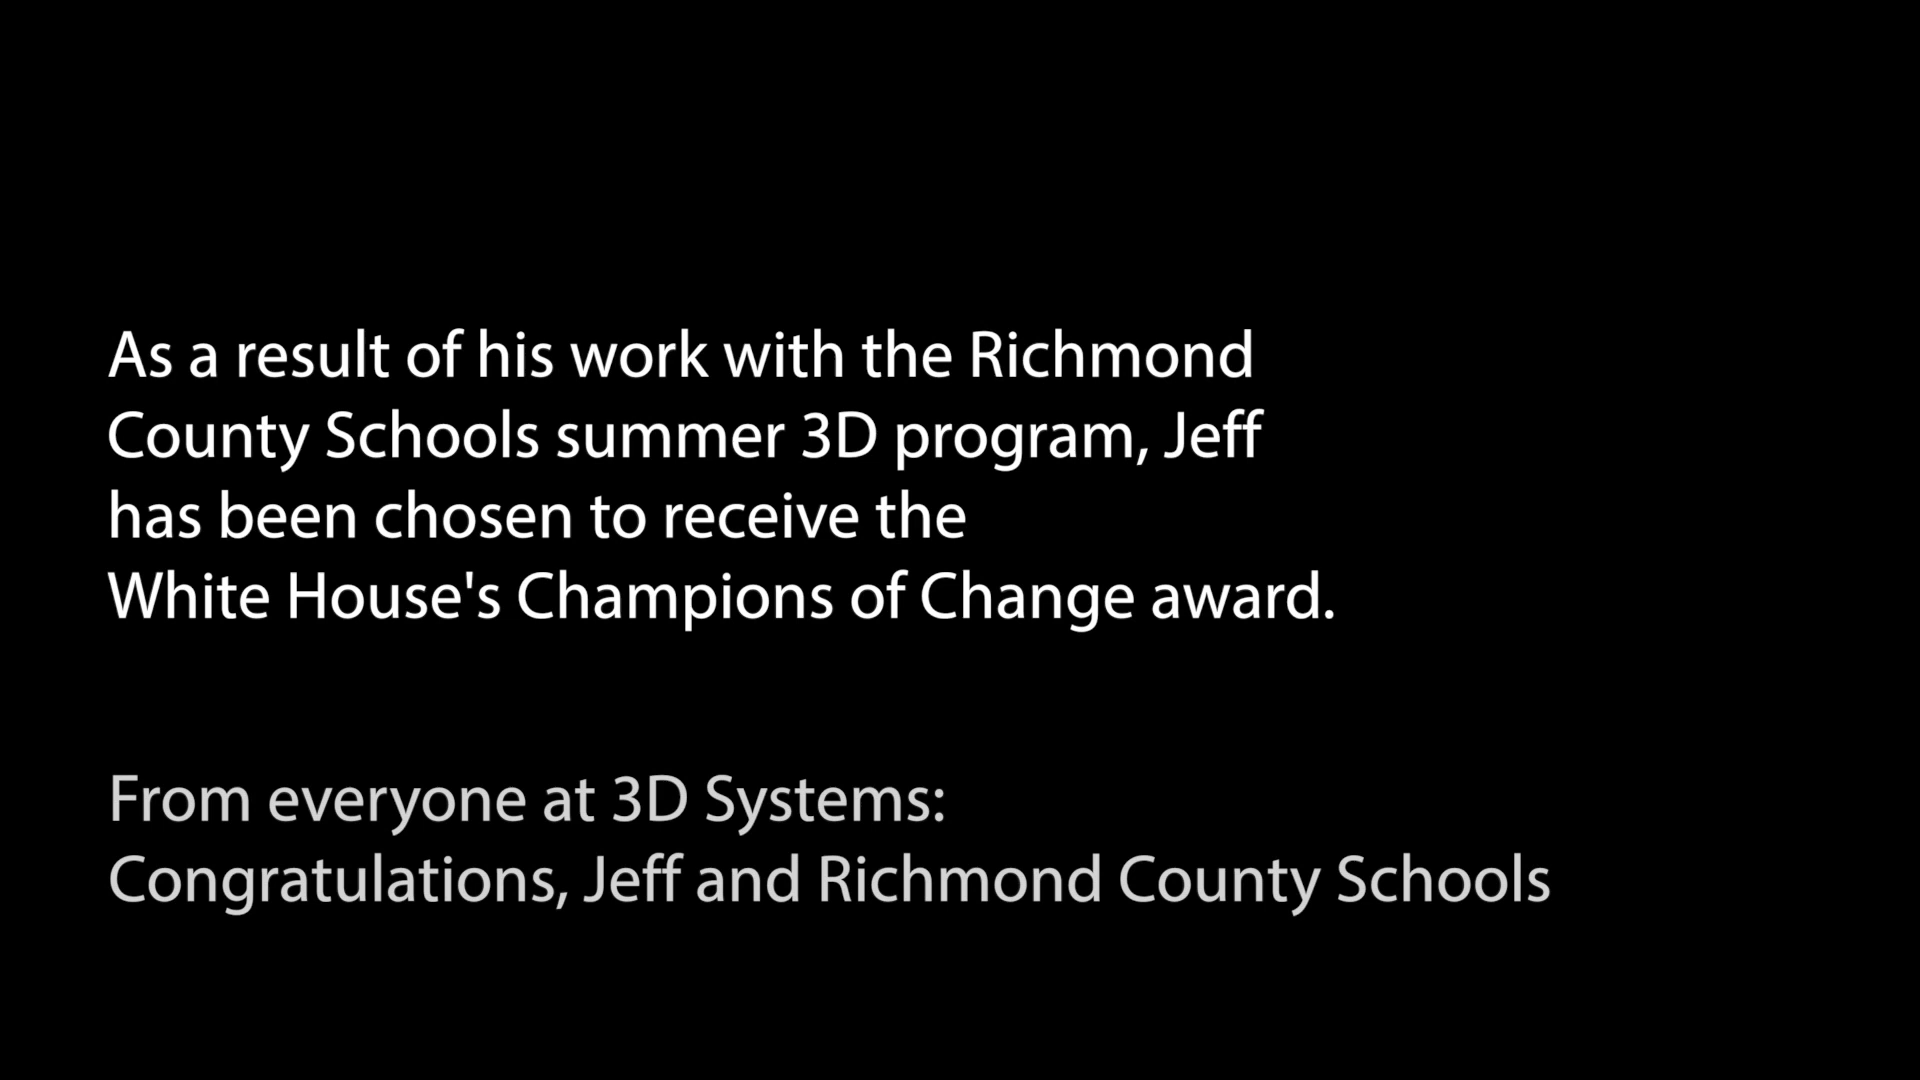 As a result of his work with the Richmond
County Schools summer 3D program, Jeff
has been chosen to receive the
White House's Champions of Change award.
From everyone at 3D Systems:
Congratulations, Jeff and Richmond County Schools